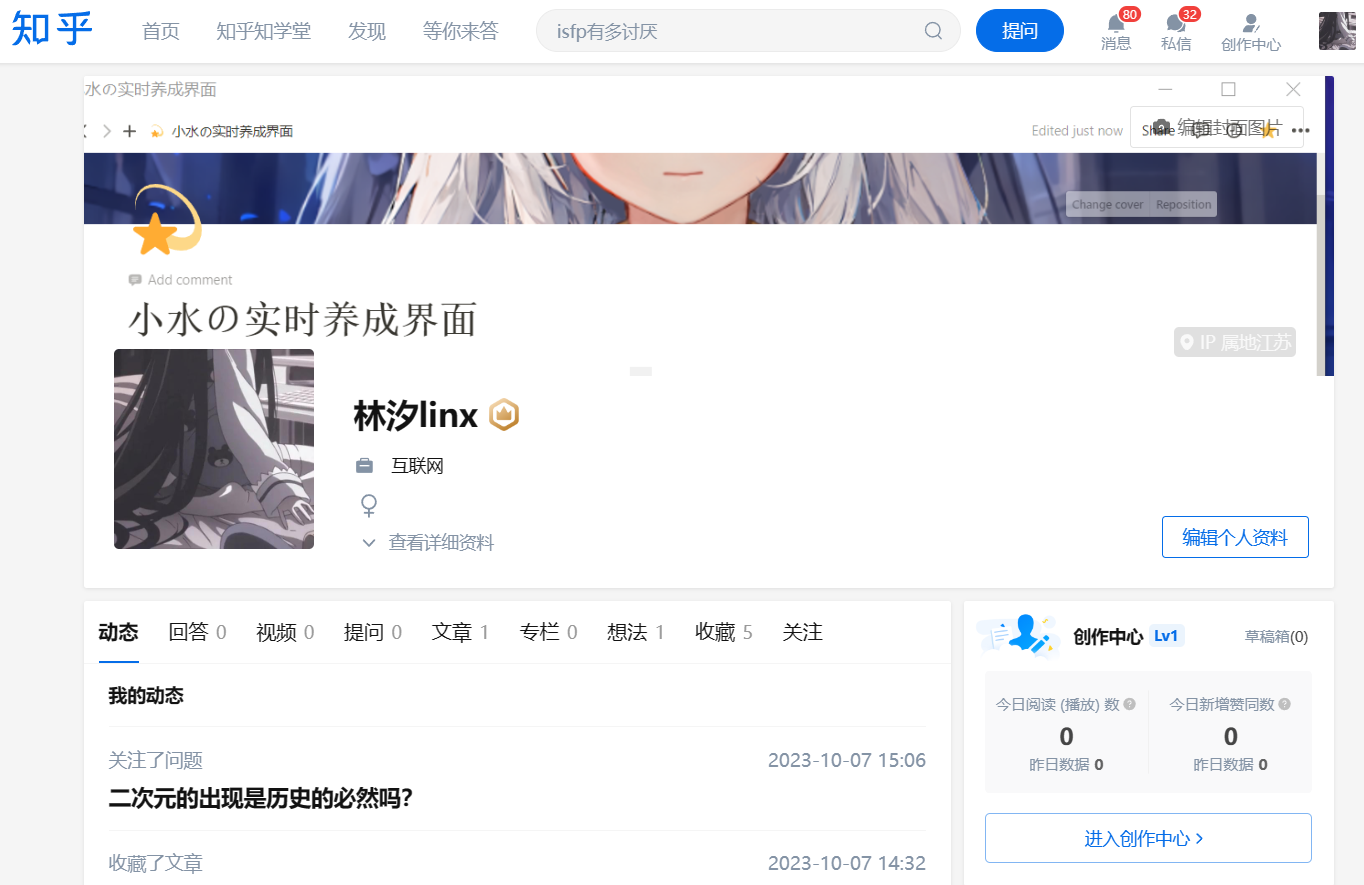 知乎 首页 知乎知学堂 发现 等你来答 isfp有多讨厌 提问 80 消息 32 私信 创作中心
水の实时养成界面
小水の实时养成界面 Edited just now Share 编辑封面图片
Change cover Reposition
Add comment
小水の实时养成界面
IP 属地江苏
林汐linx
互联网
查看详细资料
编辑个人资料
动态 回答 0 视频 0 提问 0 文章 1 专栏 0 想法 1 收藏 5 关注
我的动态
关注了问题 2023-10-07 15:06
二次元的出现是历史的必然吗?
收藏了文章 2023-10-07 14:32
创作中心 Lv1 草稿箱(0)
今日阅读 (播放) 数 ? 今日新增赞同数 ?
0 0
昨日数据 0 昨日数据 0
进入创作中心